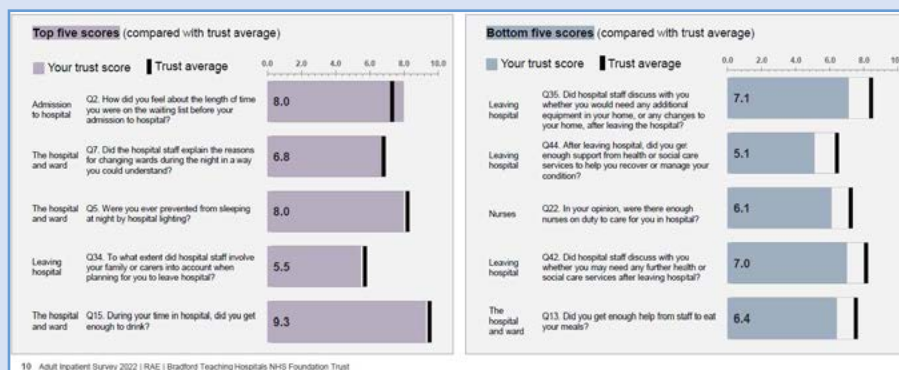 Top five scores (compared with trust average)
Your trust score
Trust average
0.0 2.0 4.0 6.0 8.0 10.0
Admission
to hospital
Q2. How did you feel about the length of time
you were on the waiting list before your
admission to hospital?
8.0
The hospital
and ward
Q7. Did the hospital staff explain the reasons
for changing wards during the night in a way
you could understand?
6.8
The hospital
and ward
Q5. Were you ever prevented from sleeping
at night by hospital lighting?
8.0
Leaving
hospital
Q34. To what extent did hospital staff involve
your family or carers into account when
planning for you to leave hospital?
5.5
The hospital
and ward
Q15. During your time in hospital, did you get
enough to drink?
9.3
Bottom five scores (compared with trust average)
Your trust score
Trust average
0.0 2.0 4.0 6.0 8.0
Leaving
hospital
Q35. Did hospital staff discuss with you
whether you would need any additional
equipment in your home, or any changes to
your home, after leaving the hospital?
7.1
Leaving
hospital
Q44. After leaving hospital, did you get
enough support from health or social care
services to help you recover or manage your
condition?
5.1
Nurses
Q22. In your opinion, were there enough
nurses on duty to care for you in hospital?
6.1
Leaving
hospital
Q42. Did hospital staff discuss with you
whether you may need any further health or
social care services after leaving hospital?
7.0
The
hospital
and ward
Q13. Did you get enough help from staff to eat
your meals?
6.4
10 Adult Inpatient Survey 2022 | RAE | Bradford Teaching Hospitals NHS Foundation Trust